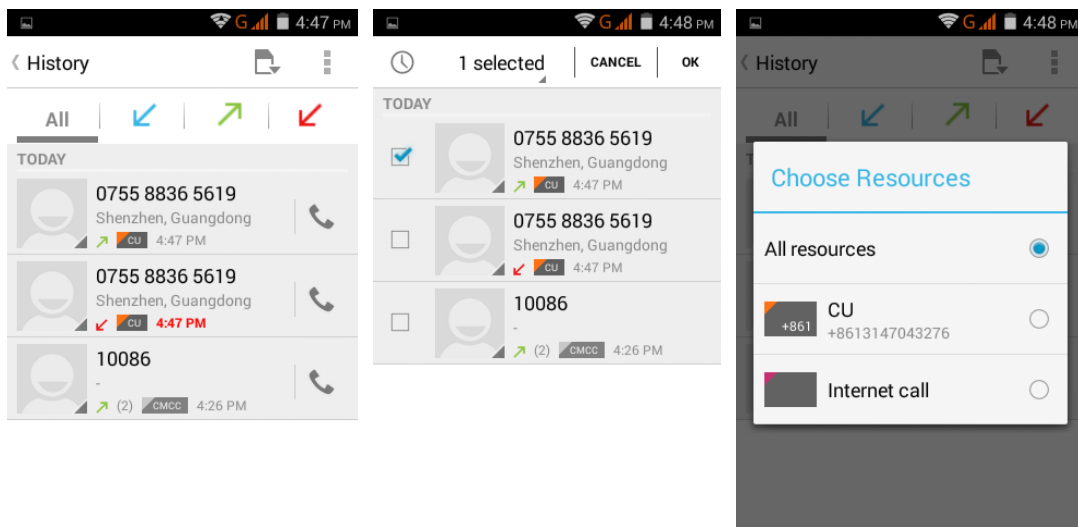 G 4:47 PM
History
All
TODAY
0755 8836 5619
Shenzhen, Guangdong
CU 4:47 PM
0755 8836 5619
Shenzhen, Guangdong
CU 4:47 PM
10086
-
(2) CMCC 4:26 PM
G 4:48 PM
1 selected CANCEL OK
TODAY
0755 8836 5619
Shenzhen, Guangdong
CU 4:47 PM
0755 8836 5619
Shenzhen, Guangdong
CU 4:47 PM
10086
-
(2) CMCC 4:26 PM
G 4:48 PM
History
All
T
Choose Resources
All resources
+861 CU
+8613147043276
Internet call